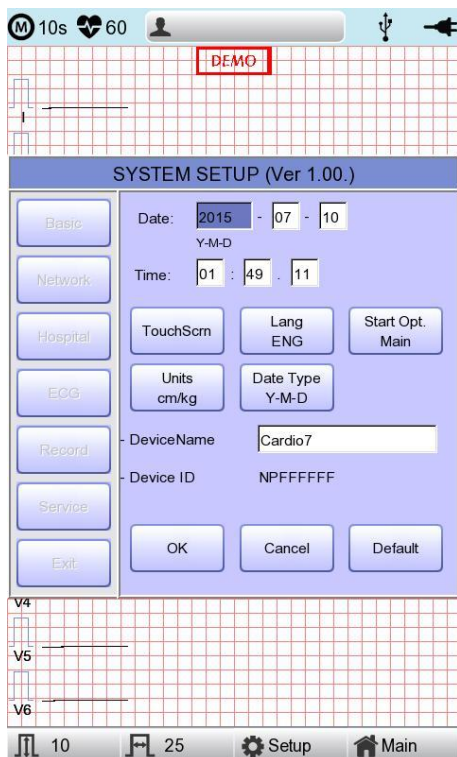 M 10s 60
DEMO
I
SYSTEM SETUP (Ver 1.00.)
Basic
Date: 2015 - 07 - 10
Y-M-D
Network
Time: 01 : 49 . 11
Hospital
TouchScrn
Lang ENG
Start Opt. Main
ECG
Units cm/kg
Date Type Y-M-D
Record
- DeviceName Cardio7
- Device ID NPFFFFFF
Service
Exit
OK Cancel Default
V4
V5
V6
10 25 Setup Main